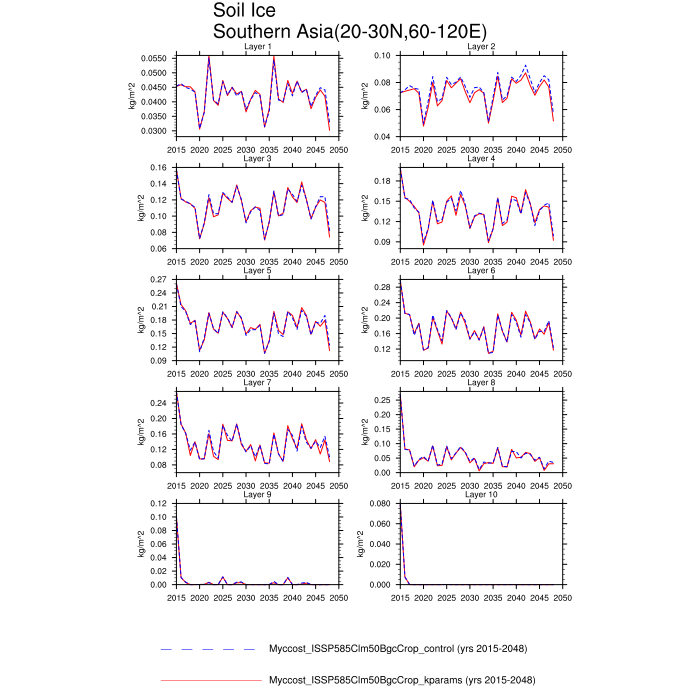 Soil Ice
Southern Asia(20-30N,60-120E)
Layer 1
Layer 2
kg/m^2
0.0550
0.0500
0.0450
0.0400
0.0350
0.0300
2015 2020 2025 2030 2035 2040 2045 2050
kg/m^2
0.10
0.08
0.06
0.04
2015 2020 2025 2030 2035 2040 2045 2050
Layer 3
Layer 4
kg/m^2
0.16
0.14
0.12
0.10
0.08
0.06
2015 2020 2025 2030 2035 2040 2045 2050
kg/m^2
0.18
0.15
0.12
0.09
2015 2020 2025 2030 2035 2040 2045 2050
Layer 5
Layer 6
kg/m^2
0.27
0.24
0.21
0.18
0.15
0.12
0.09
2015 2020 2025 2030 2035 2040 2045 2050
kg/m^2
0.28
0.24
0.20
0.16
0.12
2015 2020 2025 2030 2035 2040 2045 2050
Layer 7
Layer 8
kg/m^2
0.24
0.20
0.16
0.12
0.08
2015 2020 2025 2030 2035 2040 2045 2050
kg/m^2
0.25
0.20
0.15
0.10
0.05
0.00
2015 2020 2025 2030 2035 2040 2045 2050
Layer 9
Layer 10
kg/m^2
0.12
0.10
0.08
0.06
0.04
0.02
0.00
2015 2020 2025 2030 2035 2040 2045 2050
kg/m^2
0.080
0.060
0.040
0.020
0.000
2015 2020 2025 2030 2035 2040 2045 2050
Myccost_ISSP585Clm50BgcCrop_control (yrs 2015-2048)
Myccost_ISSP585Clm50BgcCrop_kparams (yrs 2015-2048)